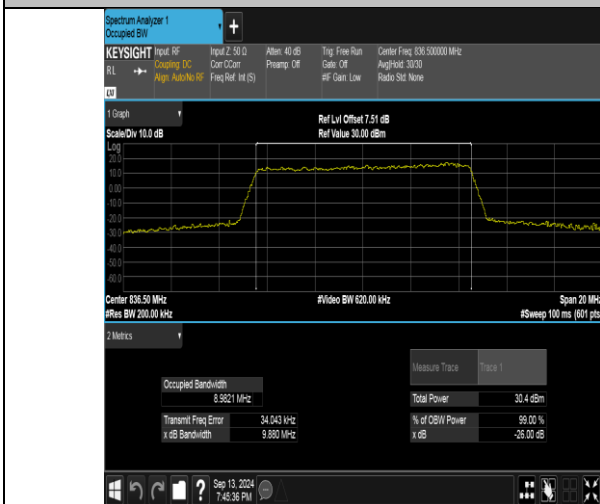 Spectrum Analyzer 1
Occupied BW
+
KEYSIGHT Input: RF Input Z: 50 Ω Atten: 40 dB Trig: Free Run Center Freq: 836.500000 MHz
RL Coupling: DC Corr CCorr Preamp: Off Gate: Off Avg|Hold: 30/30
Align: Auto/No RF Freq Ref: Int (S) #IF Gain: Low Radio Std: None
1 Graph
Ref Lvl Offset 7.51 dB
Scale/Div 10.0 dB Ref Value 30.00 dBm
Log
20.0
10.0
0.00
-10.0
-20.0
-30.0
-40.0
-50.0
-60.0
Center 836.50 MHz #Video BW 620.00 kHz Span 20 MHz
#Res BW 200.00 kHz #Sweep 100 ms (601 pts
2 Metrics
Measure Trace Trace 1
Occupied Bandwidth
8.9821 MHz
Total Power 30.4 dBm
Transmit Freq Error 34.043 kHz % of OBW Power 99.00 %
x dB Bandwidth 9.880 MHz x dB -26.00 dB
? Sep 13, 2024
7:45:36 PM